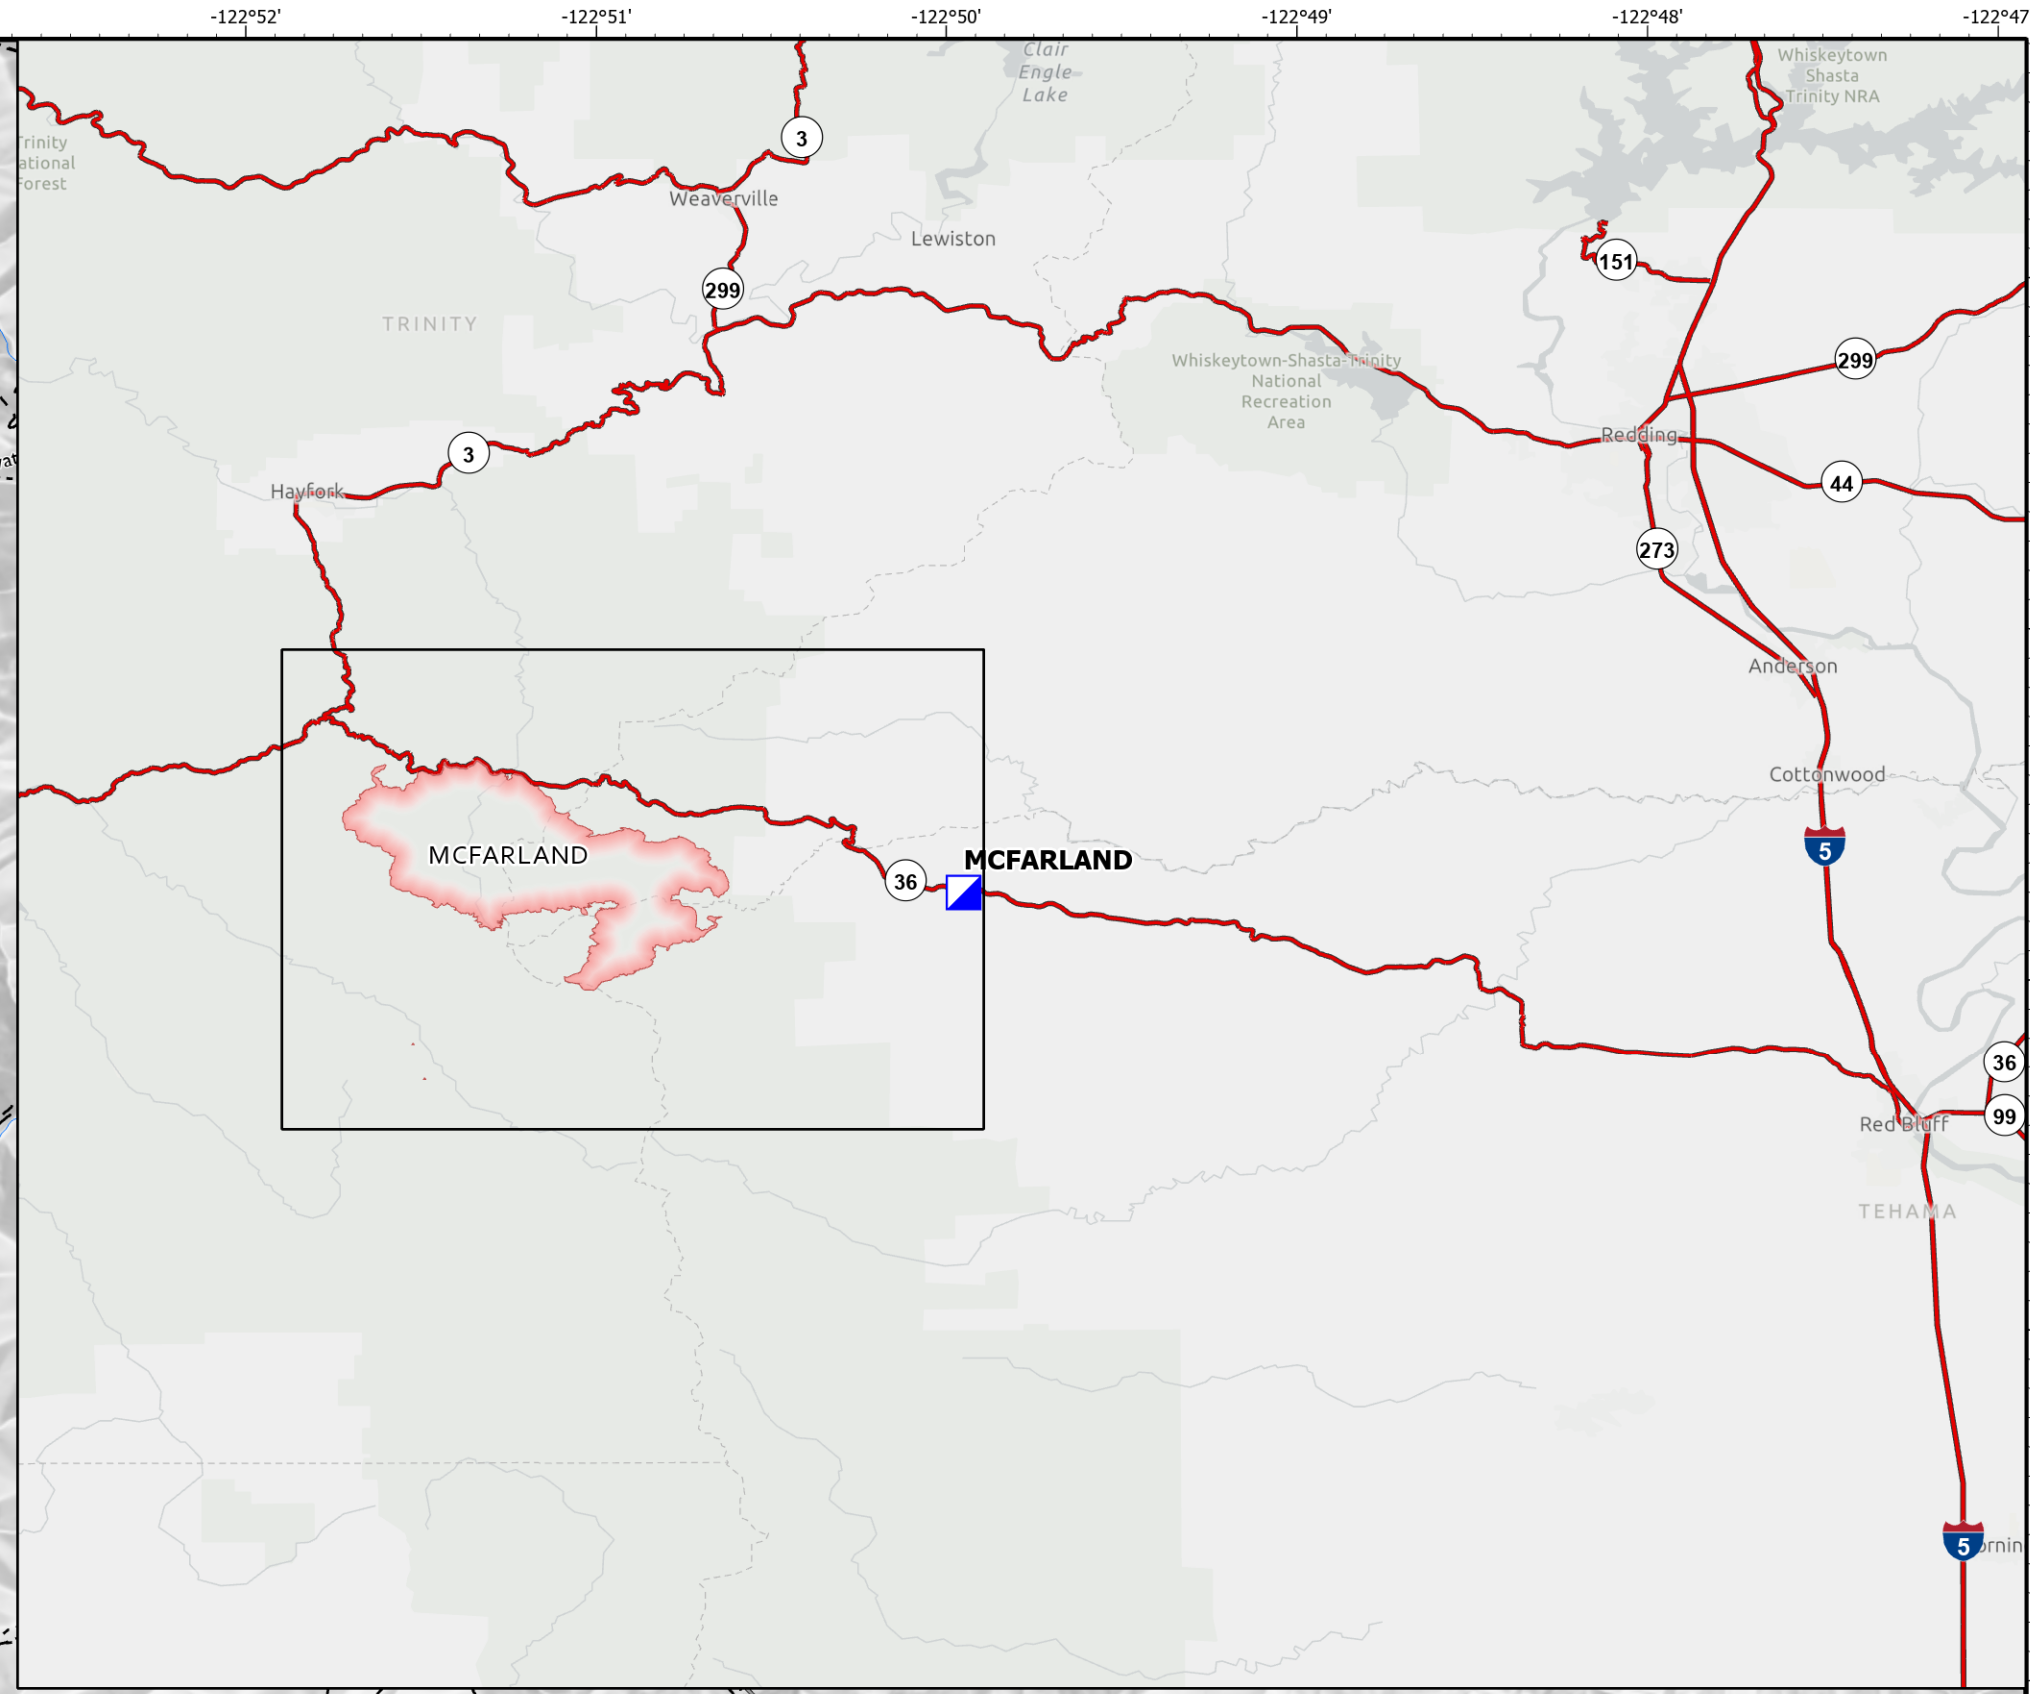 -122°52' -122°51' -122°50' -122°49' -122°48' -122°47
Clair
Engle
Lake
Whiskeytown
Shasta
Trinity NRA
3
rinity
ational
Forest
Weaverville
Lewiston
151
299
TRINITY
Whiskeytown-Shasta-Trinity
National
Recreation
Area
299
Redding
3
44
Hayfork
273
Anderson
Cottonwood
5
MCFARLAND
MCFARLAND
36
36
99
Red Bluff
TEHAMA
5
ornin